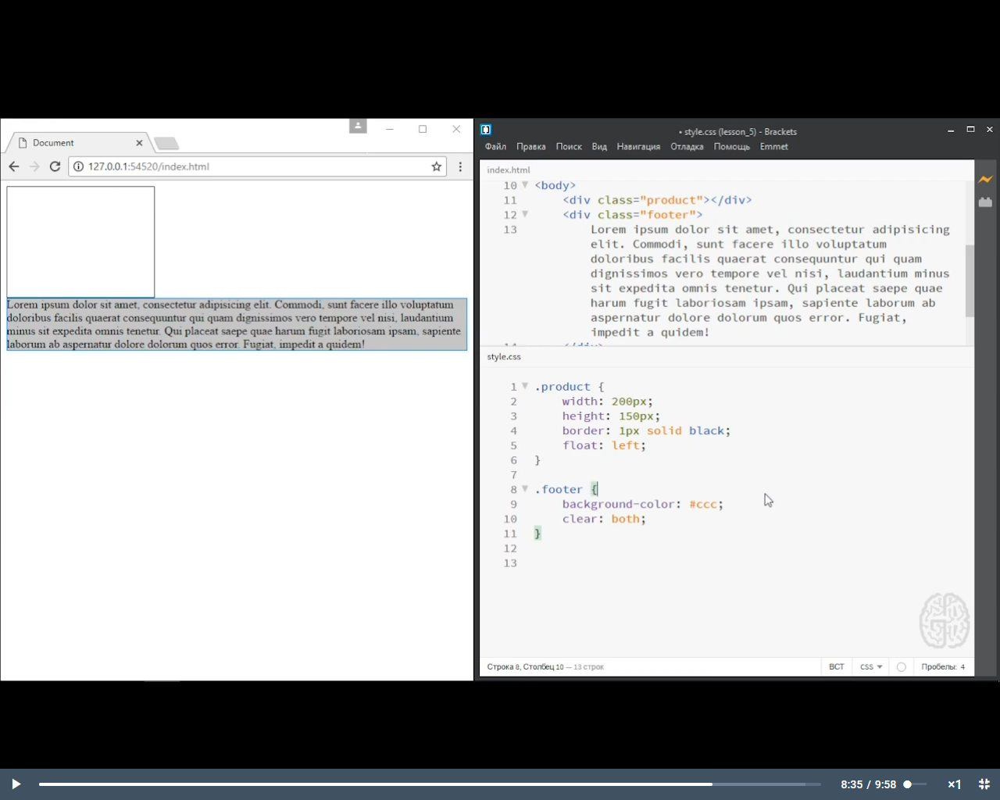 Document
127.0.0.1:54520/index.html
Lorem ipsum dolor sit amet, consectetur adipisicing elit. Commodi, sunt facere illo voluptatum
doloribus facilis quaerat consequuntur qui quam dignissimos vero tempore vel nisi, laudantium
minus sit expedita omnis tenetur. Qui placeat saepe quae harum fugit laboriosam ipsam, sapiente
laborum ab aspernatur dolore dolorum quos error. Fugiat, impedit a quidem!
• style.css (lesson_5) - Brackets
Файл Правка Поиск Вид Навигация Отладка Помощь Emmet
index.html
10 <body>
11 <div class="product"></div>
12 <div class="footer">
13 Lorem ipsum dolor sit amet, consectetur adipisicing
elit. Commodi, sunt facere illo voluptatum
doloribus facilis quaerat consequuntur qui quam
dignissimos vero tempore vel nisi, laudantium minus
sit expedita omnis tenetur. Qui placeat saepe quae
harum fugit laboriosam ipsam, sapiente laborum ab
aspernatur dolore dolorum quos error. Fugiat,
impedit a quidem!
14 </div>
style.css
1 .product {
2 width: 200px;
3 height: 150px;
4 border: 1px solid black;
5 float: left;
6 }
7
8 .footer {
9 background-color: #ccc;
10 clear: both;
11 }
12
13
Строка 8, Столбец 10 — 13 строк
ВСТ CSS Пробелы: 4
8:35 / 9:58 ×1